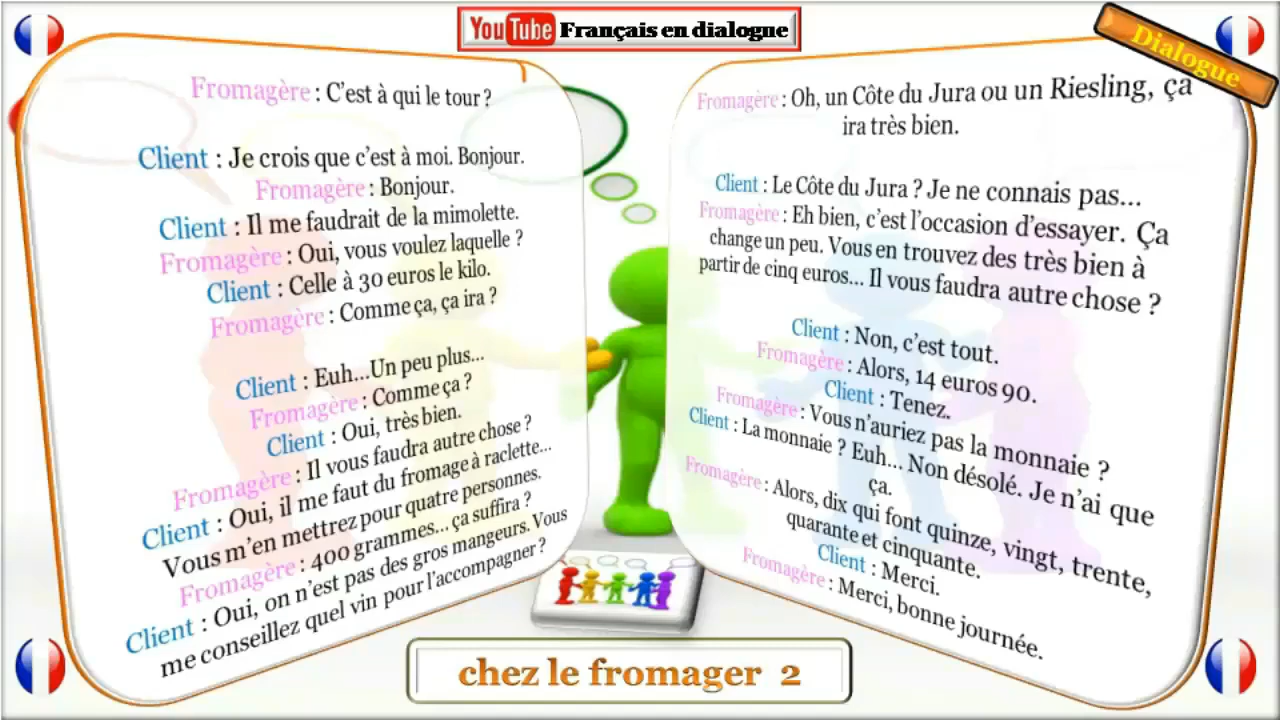 YouTube Français en dialogue
Dialogue
Fromagère : C'est à qui le tour ?
Client : Je crois que c'est à moi. Bonjour.
Fromagère : Bonjour.
Client : Il me faudrait de la mimolette.
Fromagère : Oui, vous voulez laquelle ?
Client : Celle à 30 euros le kilo.
Fromagère : Comme ça, ça ira ?
Client : Euh...Un peu plus...
Fromagère : Comme ça ?
Client : Oui, très bien.
Fromagère : Il vous faudra autre chose ?
Client : Oui, il me faut du fromage à raclette...
Vous m'en mettrez pour quatre personnes.
Fromagère : 400 grammes... ça suffira ?
Client : Oui, on n'est pas des gros mangeurs. Vous
me conseillez quel vin pour l'accompagner ?
Fromagère : Oh, un Côte du Jura ou un Riesling, ça
ira très bien.
Client : Le Côte du Jura ? Je ne connais pas...
Fromagère : Eh bien, c'est l'occasion d'essayer. Ça
change un peu. Vous en trouvez des très bien à
partir de cinq euros... Il vous faudra autre chose ?
Client : Non, c'est tout.
Fromagère : Alors, 14 euros 90.
Client : Tenez.
Fromagère : Vous n'auriez pas la monnaie ?
Client : La monnaie ? Euh... Non désolé. Je n'ai que
ça.
Fromagère : Alors, dix qui font quinze, vingt, trente,
quarante et cinquante.
Client : Merci.
Fromagère : Merci, bonne journée.
chez le fromager 2